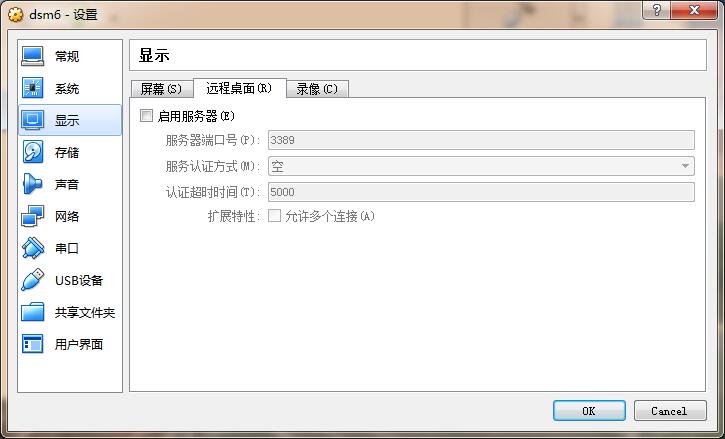 dsm6 - 设置
?
常规
系统
显示
存储
声音
网络
串口
USB设备
共享文件夹
用户界面
显示
屏幕(S)
远程桌面(R)
录像(C)
启用服务器(E)
服务器端口号(P): 3389
服务认证方式(M): 空
认证超时时间(T): 5000
扩展特性: 允许多个连接(A)
OK
Cancel